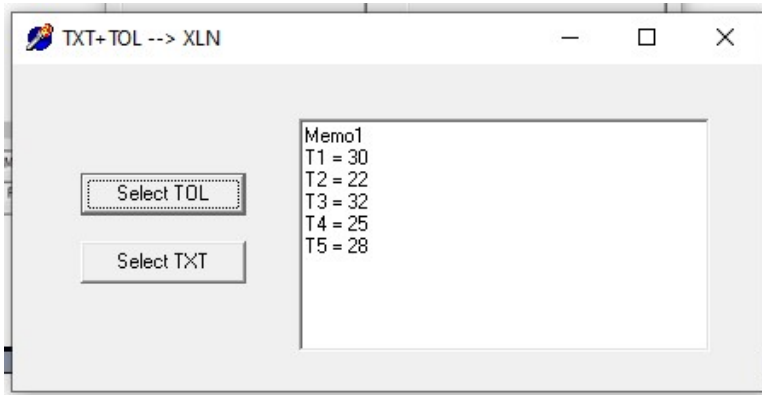 TXT+TOL --> XLN
Select TOL
Select TXT
Memo1
T1 = 30
T2 = 22
T3 = 32
T4 = 25
T5 = 28